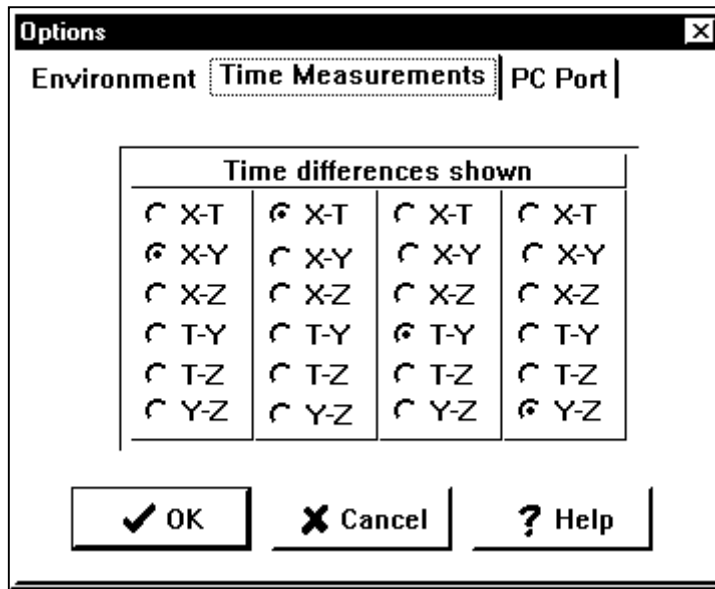 Options
Environment Time Measurements PC Port
Time differences shown
X-T X-T X-T X-T
X-Y X-Y X-Y X-Y
X-Z X-Z X-Z X-Z
T-Y T-Y T-Y T-Y
T-Z T-Z T-Z T-Z
Y-Z Y-Z Y-Z Y-Z
OK Cancel ? Help